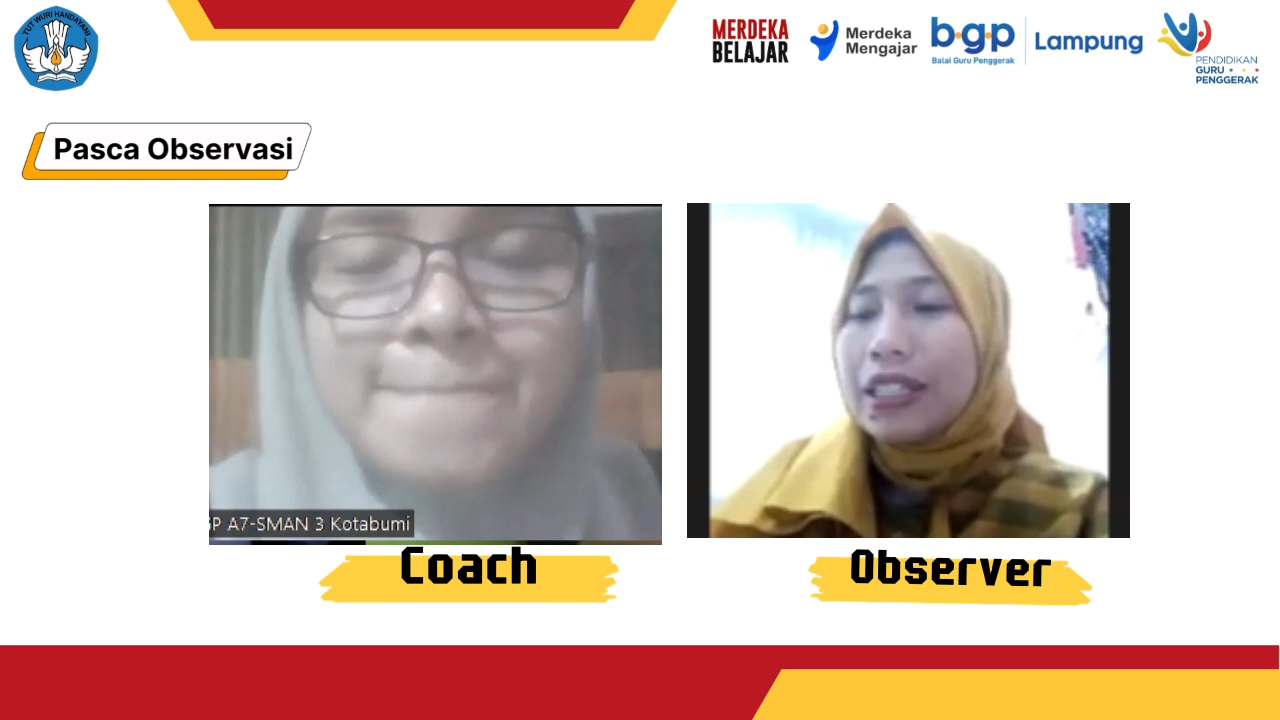 TUT WURI HANDAYANI
MERDEKA
BELAJAR
Merdeka
Mengajar
bgp
Balai Guru Penggerak
Lampung
PENDIDIKAN
GURU
PENGGERAK
Pasca Observasi
GP A7-SMAN 3 Kotabumi
Coach
Observer